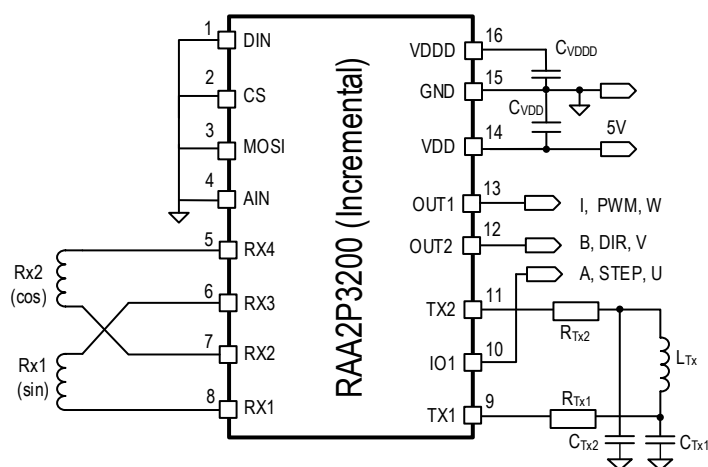 1
DIN
2
CS
3
MOSI
4
AIN
5
RX4
6
RX3
7
RX2
8
RX1
Rx2
(cos)
Rx1
(sin)
RAA2P3200 (Incremental)
16
VDDD
CVDDD
15
GND
CVDD
14
VDD
5V
13
OUT1
I, PWM, W
12
OUT2
B, DIR, V
A, STEP, U
11
TX2
RTx2
10
IO1
LTx
9
TX1
RTx1
CTx2
CTx1